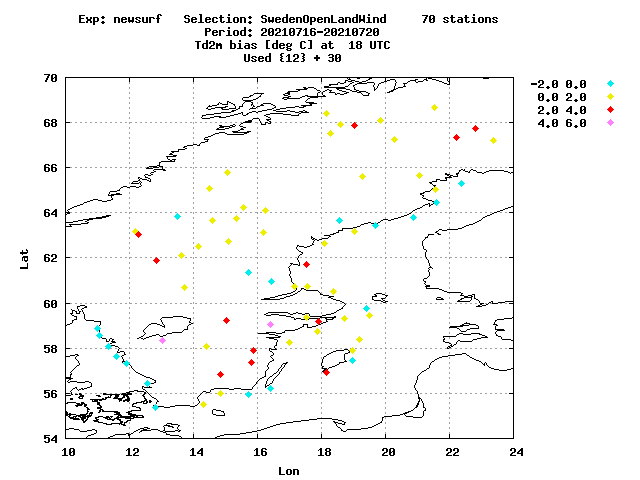 Exp: newsurf   Selection: SwedenOpenLandWind     70 stations
Period: 20210716-20210720
Td2m bias [deg C] at  18 UTC
Used {12} + 30
-2.0 0.0
0.0 2.0
2.0 4.0
4.0 6.0
70
68
66
64
62
60
58
56
54
Lat
10 12 14 16 18 20 22 24
Lon